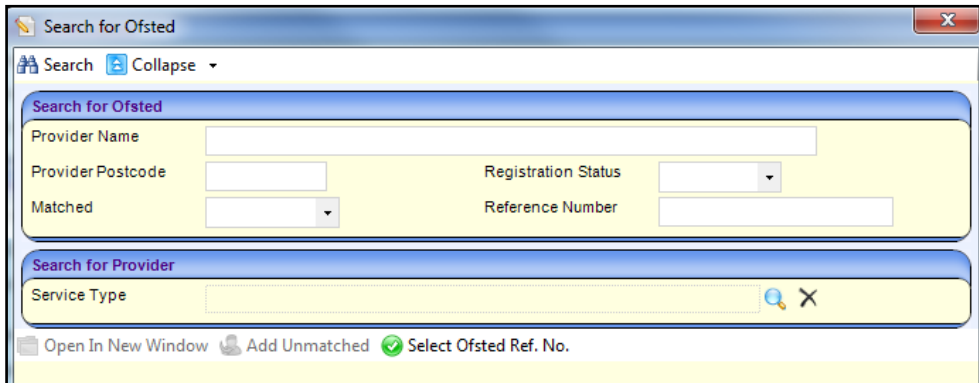 Search for Ofsted
Search Collapse
Search for Ofsted
Provider Name
Provider Postcode Registration Status
Matched Reference Number
Search for Provider
Service Type
Open In New Window Add Unmatched Select Ofsted Ref. No.